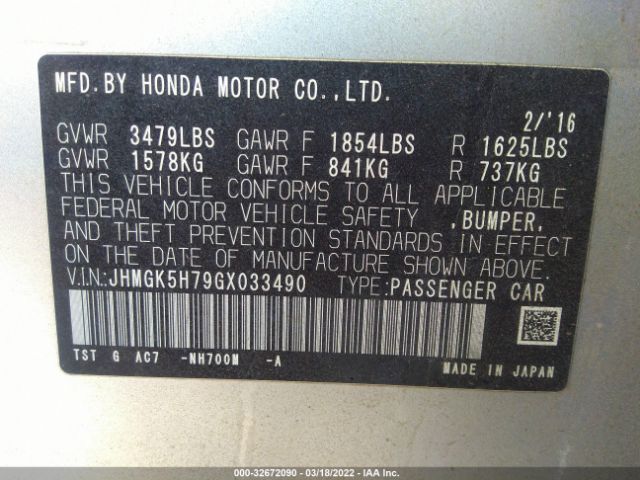 MFD.BY HONDA MOTOR CO.,LTD.
2/'16
GVWR 3479LBS GAWR F 1854LBS R 1625LBS
GVWR 1578KG GAWR F 841KG R 737KG
THIS VEHICLE CONFORMS TO ALL APPLICABLE
FEDERAL MOTOR VEHICLE SAFETY ,BUMPER,
AND THEFT PREVENTION STANDARDS IN EFFECT
ON THE DATE OF MANUFACTURE SHOWN ABOVE.
V.IN:JHMGK5H79GX033490 TYPE:PASSENGER CAR
TST G AC7 -NH700M -A
MADE IN JAPAN
000-32672090 - 03/18/2022 - IAA Inc.